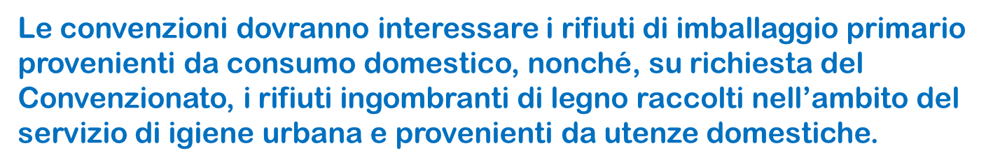 Le convenzioni dovranno interessare i rifiuti di imballaggio primario
provenienti da consumo domestico, nonché, su richiesta del
Convenzionato, i rifiuti ingombranti di legno raccolti nell’ambito del
servizio di igiene urbana e provenienti da utenze domestiche.